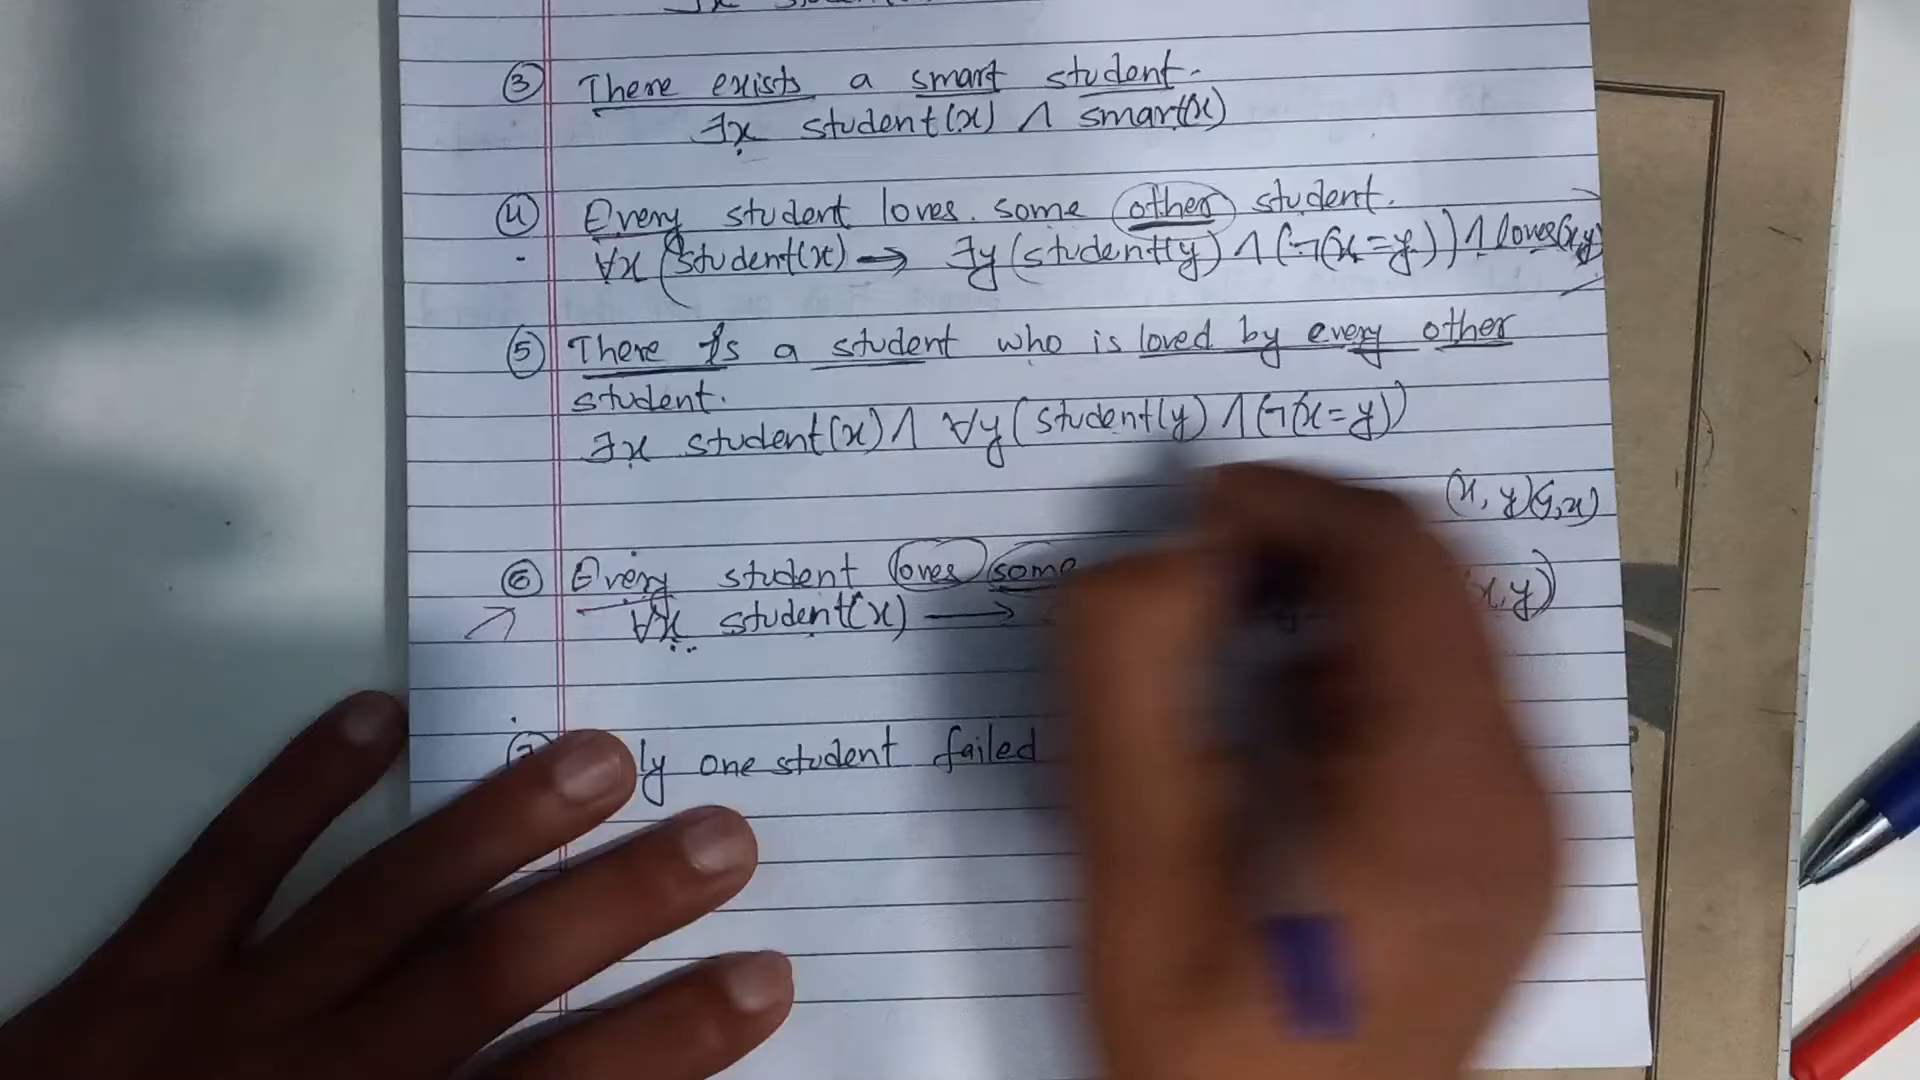 ③ There exists a smart student.
∃x student(x) ∧ smart(x)
④ Every student loves some other student.
∀x (student(x) → ∃y (student(y) ∧ (¬(x=y)) ∧ loves(x,y)
⑤ There is a student who is loved by every other
student.
∃x student(x) ∧ ∀y (student(y) ∧ (¬(x=y))
(x, y)
⑥ Every student loves some
∀x student(x) → x,y)
ly one student failed